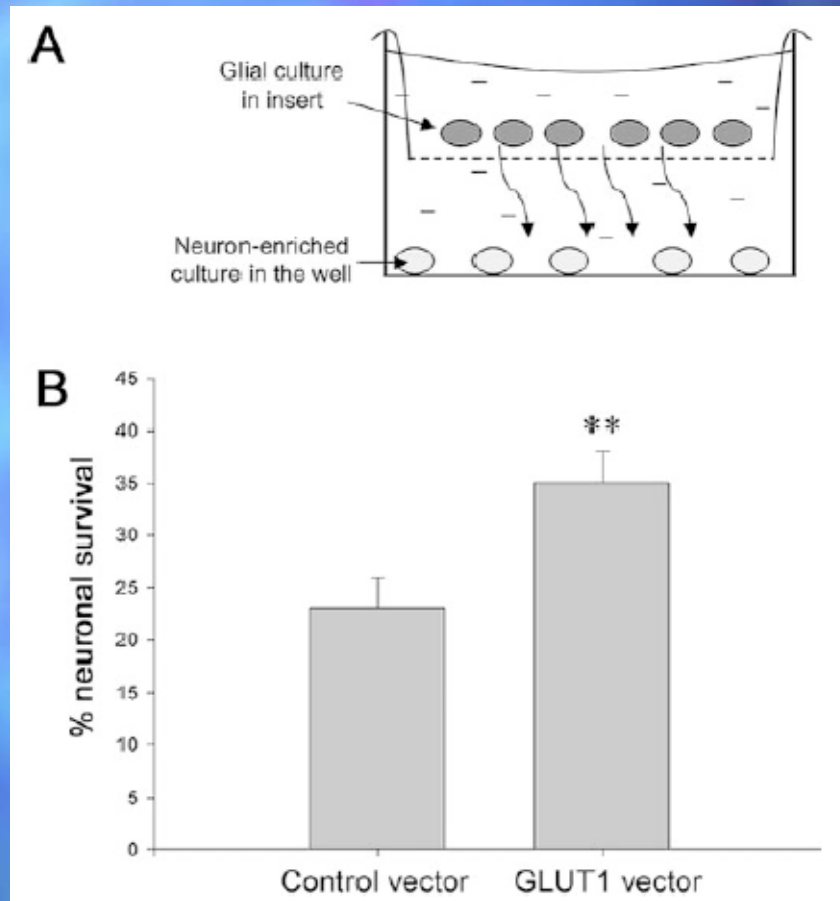 A
Glial culture
in insert
Neuron-enriched
culture in the well
B
45
40
35
30
25
20
15
10
5
0
% neuronal survival
**
Control vector
GLUT1 vector